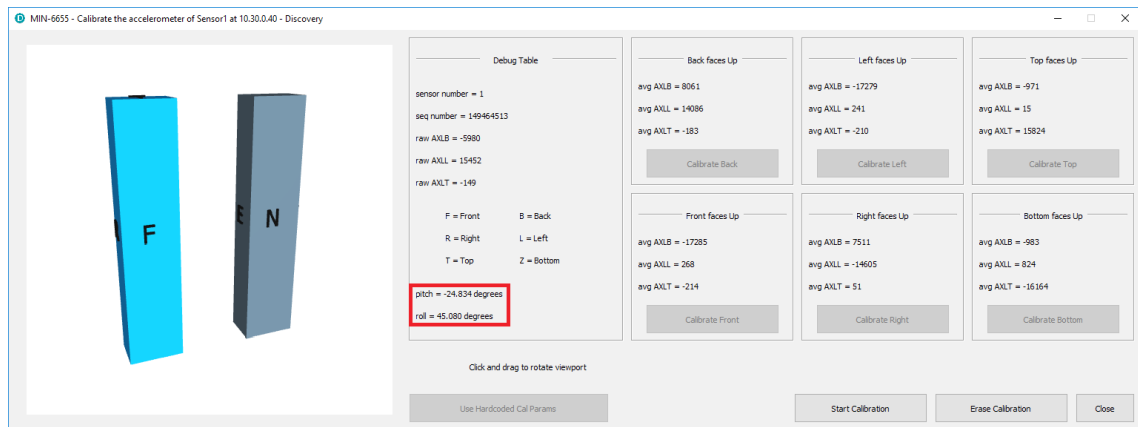 D MIN-6655 - Calibrate the accelerometer of Sensor1 at 10.30.0.40 - Discovery
F
E N
Debug Table
sensor number = 1
seq number = 149464513
raw AXLB = -5980
raw AXLL = 15452
raw AXLT = -149
F = Front B = Back
R = Right L = Left
T = Top Z = Bottom
pitch = -24.834 degrees
roll = 45.080 degrees
Back faces Up
avg AXLB = 8061
avg AXLL = 14086
avg AXLT = -183
Calibrate Back
Left faces Up
avg AXLB = -17279
avg AXLL = 241
avg AXLT = -210
Calibrate Left
Top faces Up
avg AXLB = -971
avg AXLL = 15
avg AXLT = 15824
Calibrate Top
Front faces Up
avg AXLB = -17285
avg AXLL = 268
avg AXLT = -214
Calibrate Front
Right faces Up
avg AXLB = 7511
avg AXLL = -14605
avg AXLT = 51
Calibrate Right
Bottom faces Up
avg AXLB = -983
avg AXLL = 824
avg AXLT = -16164
Calibrate Bottom
Click and drag to rotate viewport
Use Hardcoded Cal Params
Start Calibration
Erase Calibration
Close